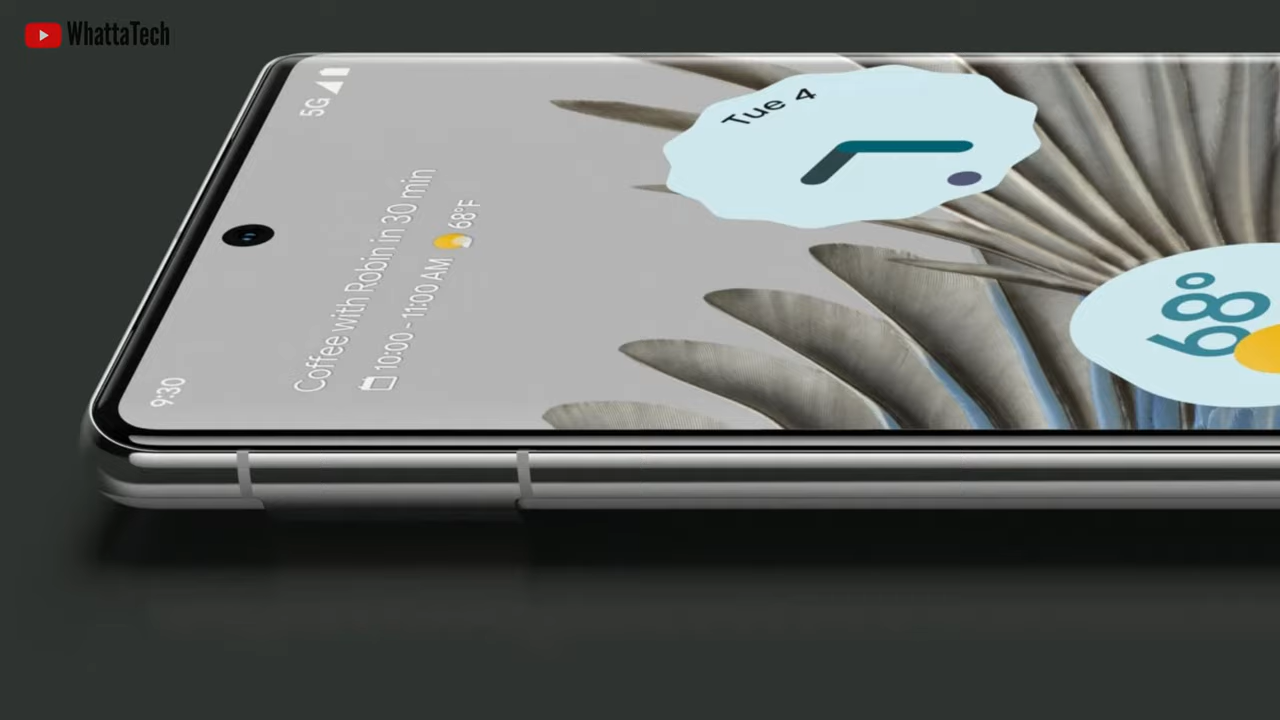 WhattaTech
5G
9:30
Coffee with Robin in 30 min
10:00 - 11:00 AM 68°F
Tue 4
68°